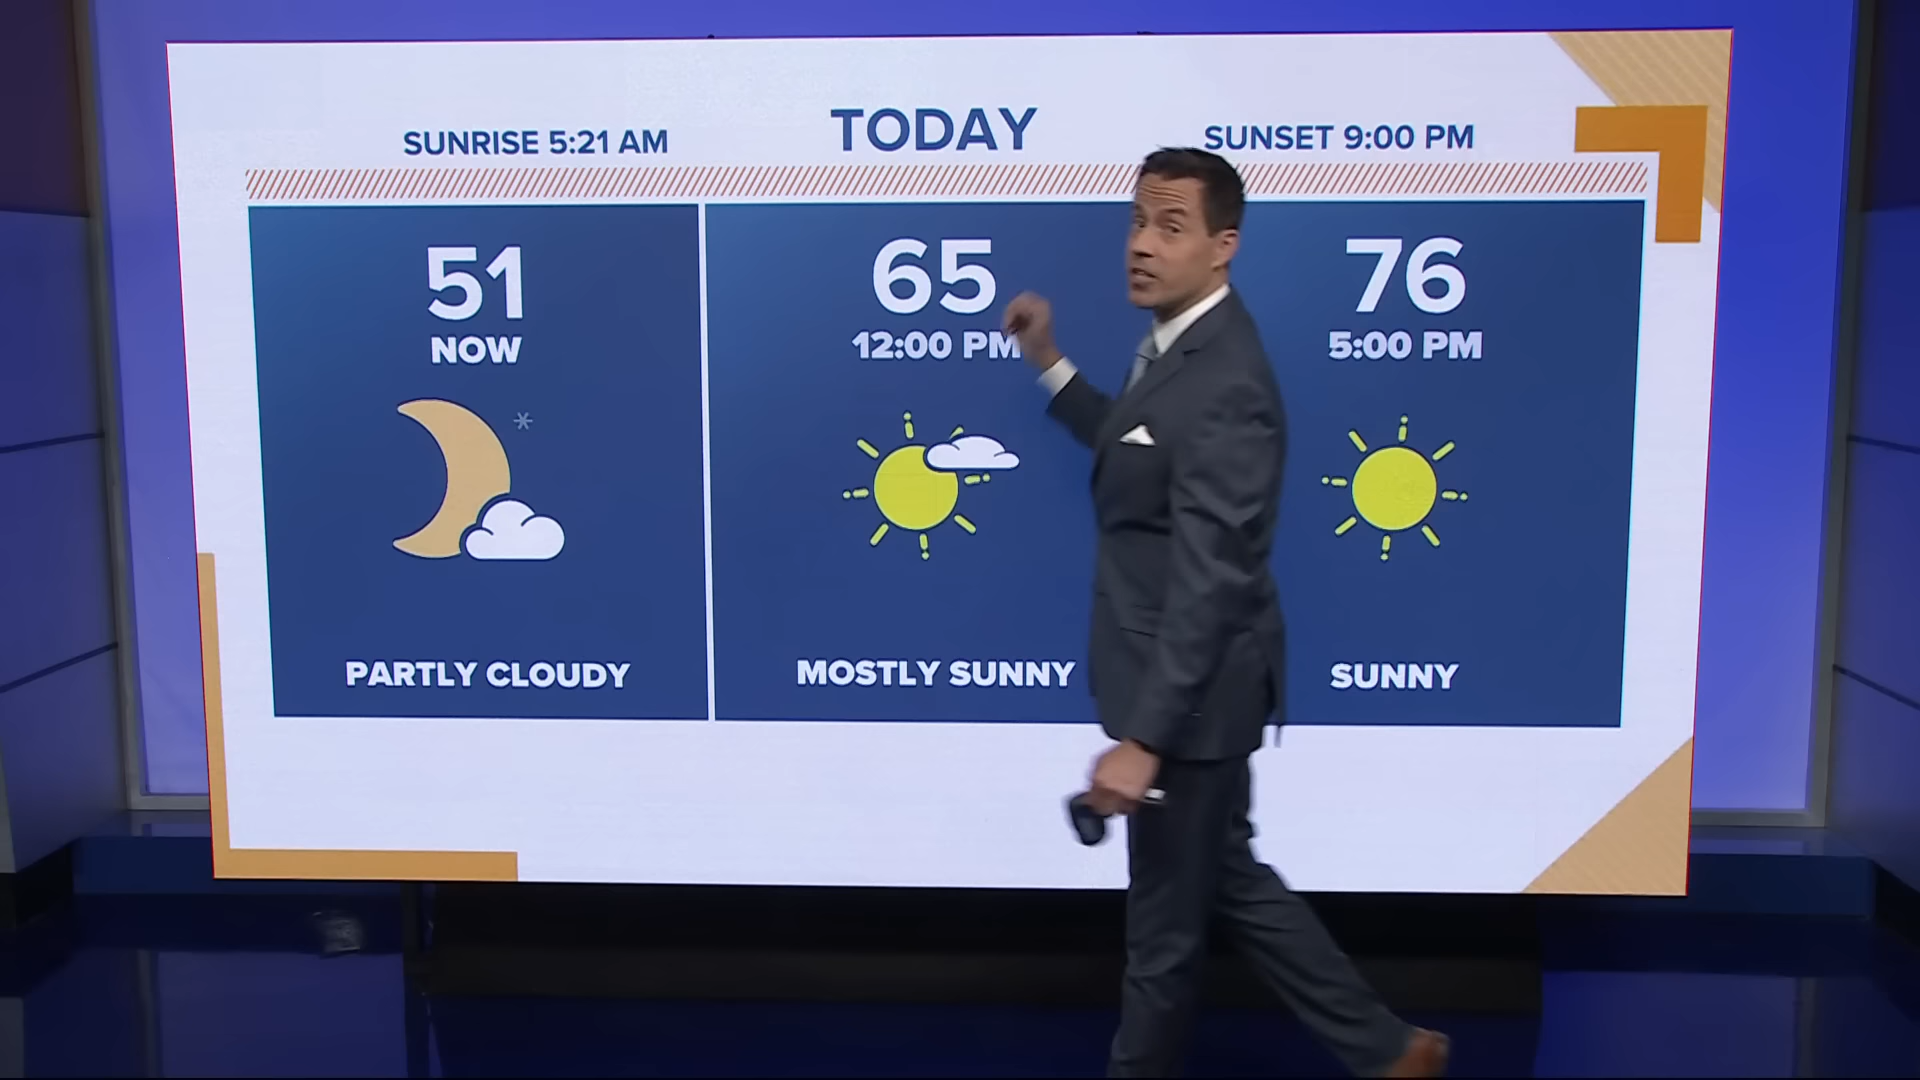 SUNRISE 5:21 AM
TODAY
SUNSET 9:00 PM
51
NOW
PARTLY CLOUDY
65
12:00 PM
MOSTLY SUNNY
76
5:00 PM
SUNNY